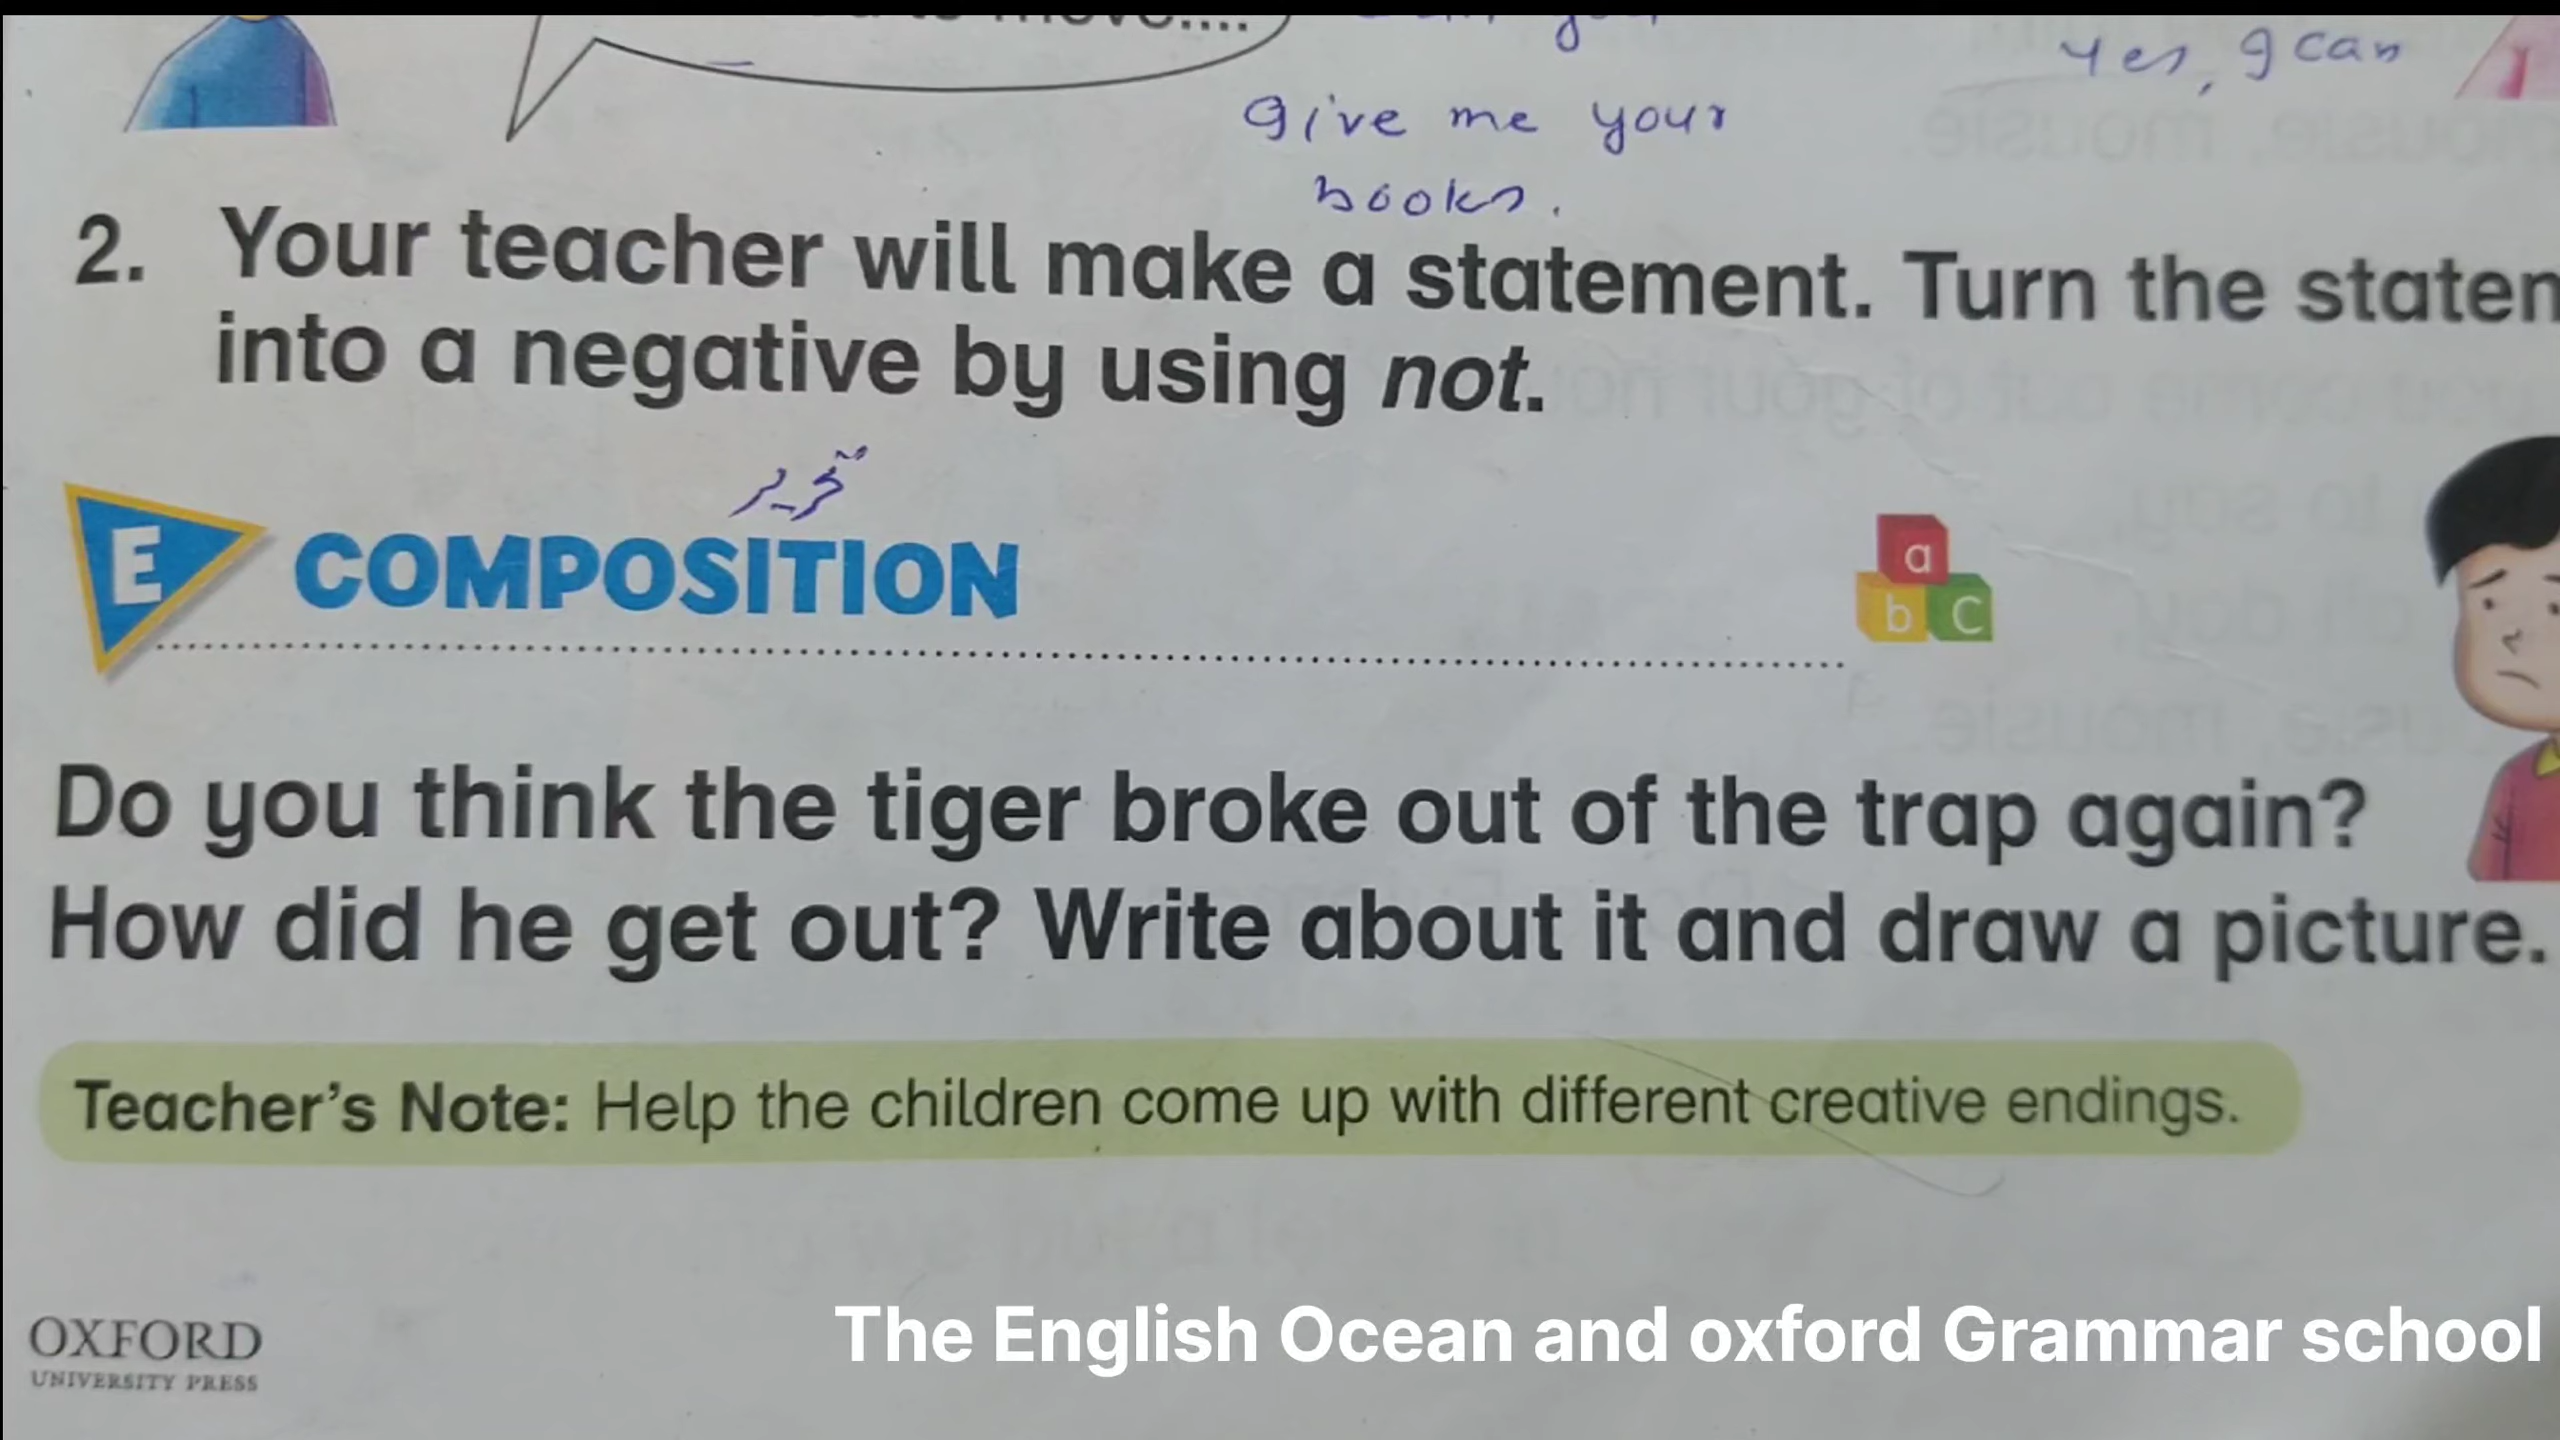 to move....
Yes, I can
give me your
books.
2. Your teacher will make a statement. Turn the statem
into a negative by using not.
تحریر
E COMPOSITION
a
b C
Do you think the tiger broke out of the trap again?
How did he get out? Write about it and draw a picture.
Teacher's Note: Help the children come up with different creative endings.
OXFORD
UNIVERSITY PRESS
The English Ocean and oxford Grammar school